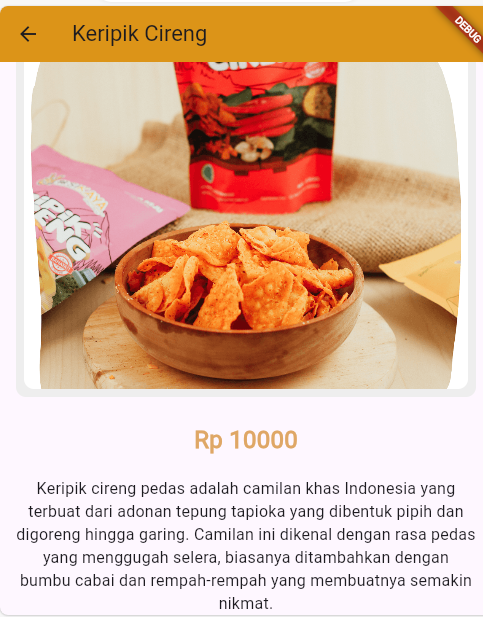 Keripik Cireng
DEBUG
Rp 10000
Keripik cireng pedas adalah camilan khas Indonesia yang
terbuat dari adonan tepung tapioka yang dibentuk pipih dan
digoreng hingga garing. Camilan ini dikenal dengan rasa pedas
yang menggugah selera, biasanya ditambahkan dengan
bumbu cabai dan rempah-rempah yang membuatnya semakin
nikmat.